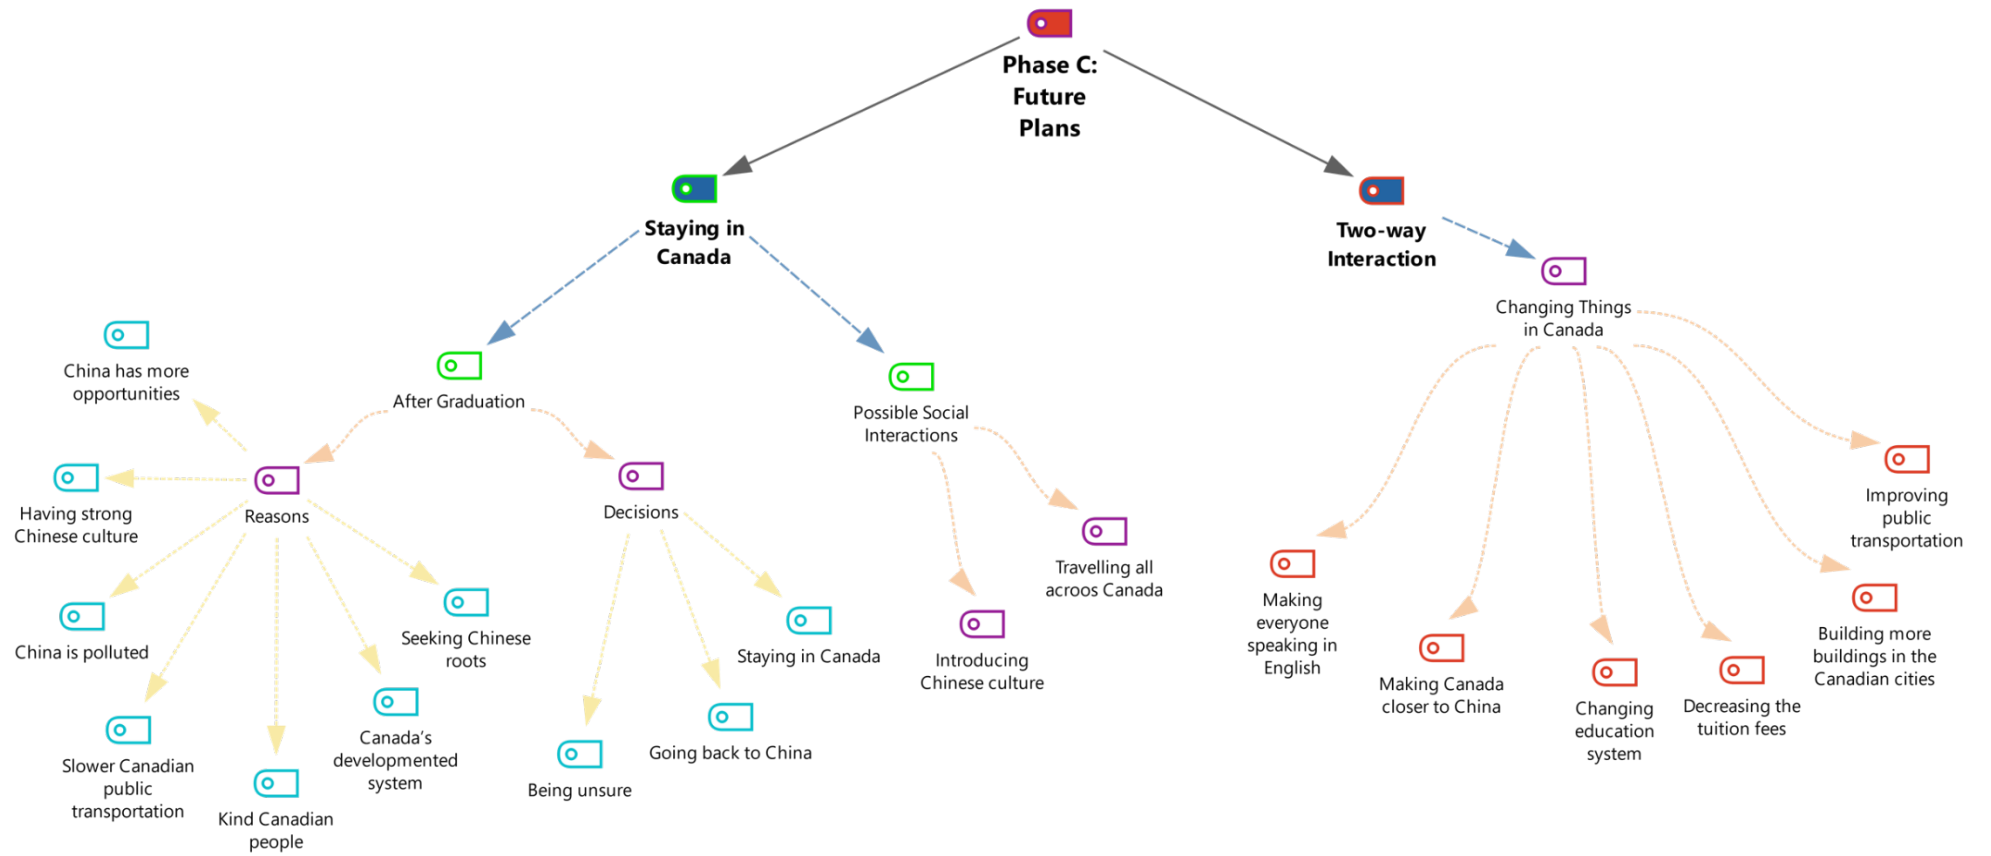 Phase C:
Future
Plans
Staying in
Canada
Two-way
Interaction
Changing Things
in Canada
China has more
opportunities
After Graduation
Possible Social
Interactions
Having strong
Chinese culture
Reasons
Decisions
Improving
public
transportation
Travelling all
acroos Canada
Making
everyone
speaking in
English
China is polluted
Seeking Chinese
roots
Staying in Canada
Introducing
Chinese culture
Making Canada
closer to China
Changing
education
system
Decreasing the
tuition fees
Building more
buildings in the
Canadian cities
Slower Canadian
public
transportation
Kind Canadian
people
Canada's
developmented
system
Being unsure
Going back to China